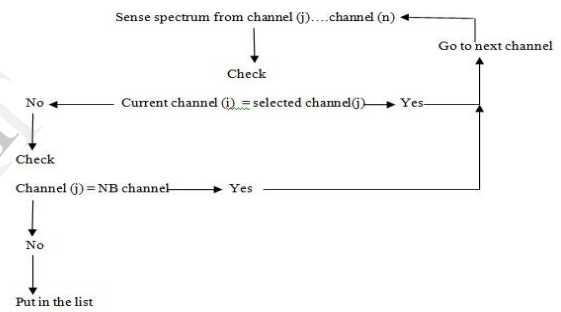 Sense spectrum from channel (j)....channel (n)
Go to next channel
Check
No
Current channel (i) = selected channel(j)
Yes
Check
Channel (j) = NB channel
Yes
No
Put in the list